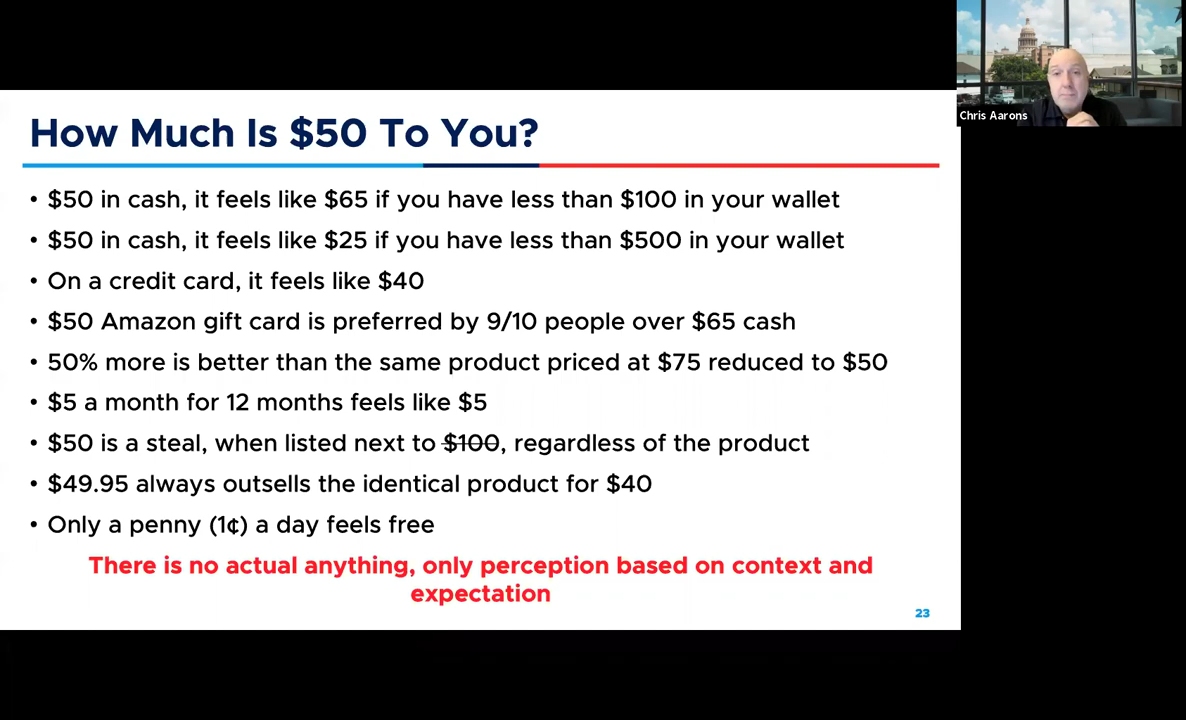 Chris Aarons
How Much Is $50 To You?
• $50 in cash, it feels like $65 if you have less than $100 in your wallet
• $50 in cash, it feels like $25 if you have less than $500 in your wallet
• On a credit card, it feels like $40
• $50 Amazon gift card is preferred by 9/10 people over $65 cash
• 50% more is better than the same product priced at $75 reduced to $50
• $5 a month for 12 months feels like $5
• $50 is a steal, when listed next to $100, regardless of the product
• $49.95 always outsells the identical product for $40
• Only a penny (1¢) a day feels free
There is no actual anything, only perception based on context and
expectation
23